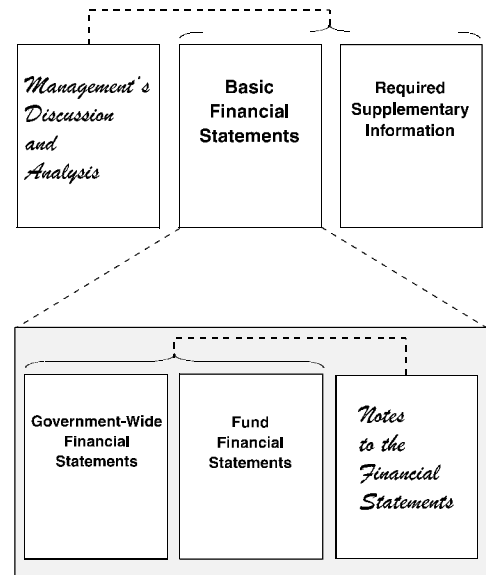 Management's
Discussion
and
Analysis
Basic
Financial
Statements
Required
Supplementary
Information
Government-Wide
Financial
Statements
Fund
Financial
Statements
Notes
to the
Financial
Statements